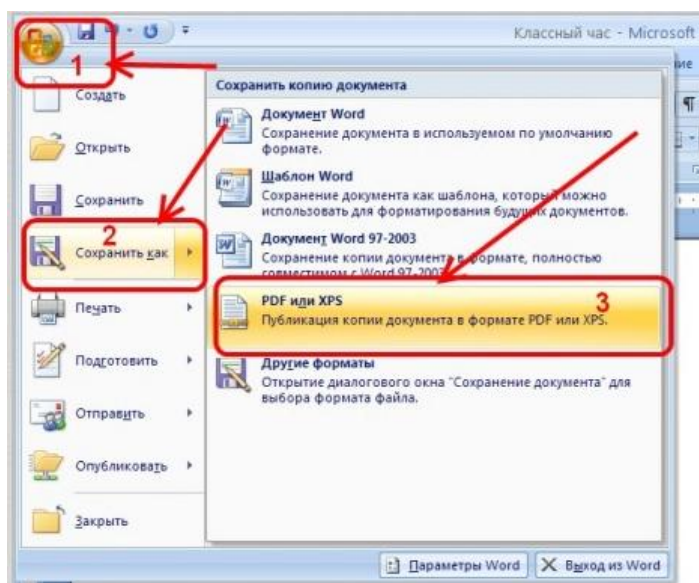 Классный час - Microsoft
1
ие
Создать
Открыть
Сохранить
2
Сохранить как
Печать
Подготовить
Отправить
Опубликовать
Закрыть
Сохранить копию документа
Документ Word
Сохранение документа в используемом по умолчанию
формате.
Шаблон Word
Сохранение документа как шаблона, который можно
использовать для форматирования будущих документов.
Документ Word 97-2003
Сохранение копии документа в формате, полностью
совместимом с Word 97-2003.
PDF или XPS
3
Публикация копии документа в формате PDF или XPS.
Другие форматы
Открытие диалогового окна "Сохранение документа" для
выбора формата файла.
Параметры Word
Выход из Word